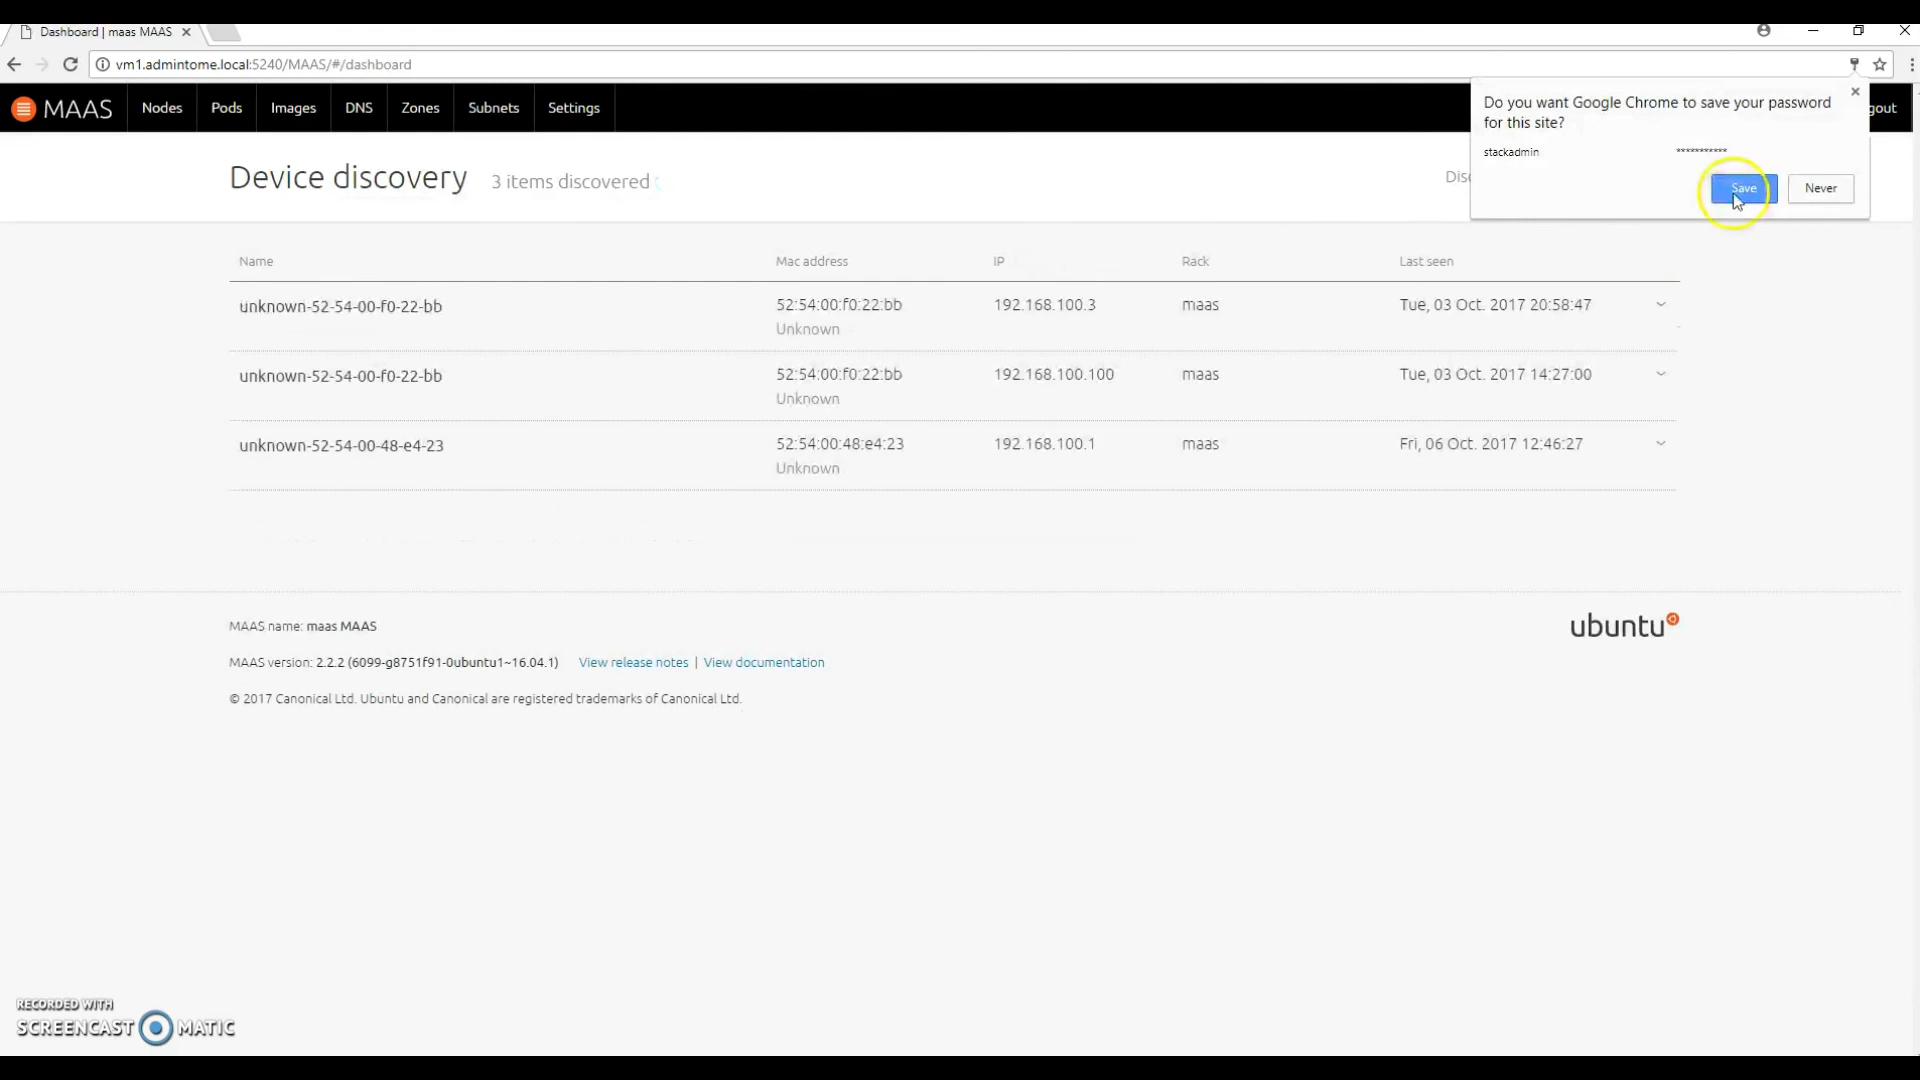 Dashboard | maas MAAS
vm1.admintome.local:5240/MAAS/#/dashboard
MAAS Nodes Pods Images DNS Zones Subnets Settings gout
Do you want Google Chrome to save your password
for this site?
stackadmin ***********
Save Never
Device discovery 3 items discovered Disc
Name Mac address IP Rack Last seen
unknown-52-54-00-f0-22-bb 52:54:00:f0:22:bb 192.168.100.3 maas Tue, 03 Oct. 2017 20:58:47
Unknown
unknown-52-54-00-f0-22-bb 52:54:00:f0:22:bb 192.168.100.100 maas Tue, 03 Oct. 2017 14:27:00
Unknown
unknown-52-54-00-48-e4-23 52:54:00:48:e4:23 192.168.100.1 maas Fri, 06 Oct. 2017 12:46:27
Unknown
MAAS name: maas MAAS
ubuntu
MAAS version: 2.2.2 (6099-g8751f91-0ubuntu1~16.04.1) View release notes | View documentation
© 2017 Canonical Ltd. Ubuntu and Canonical are registered trademarks of Canonical Ltd.
RECORDED WITH
SCREENCAST MATIC